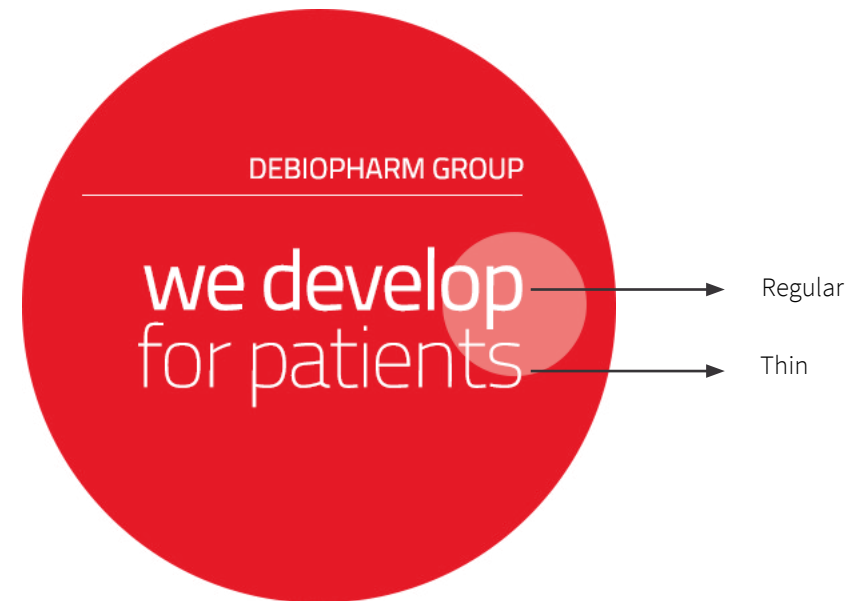 DEBIOPHARM GROUP
we develop
for patients
Regular
Thin